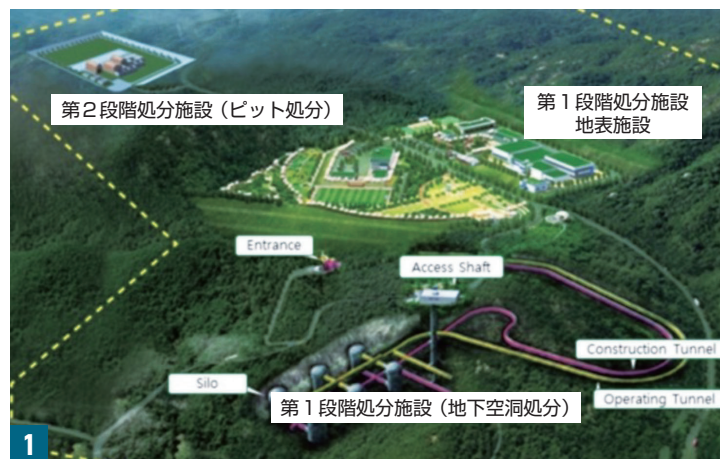 第2段階処分施設(ピット処分)
第1段階処分施設
地表施設
Entrance
Access Shaft
Construction Tunnel
Silo
Operating Tunnel
第1段階処分施設(地下空洞処分)
1